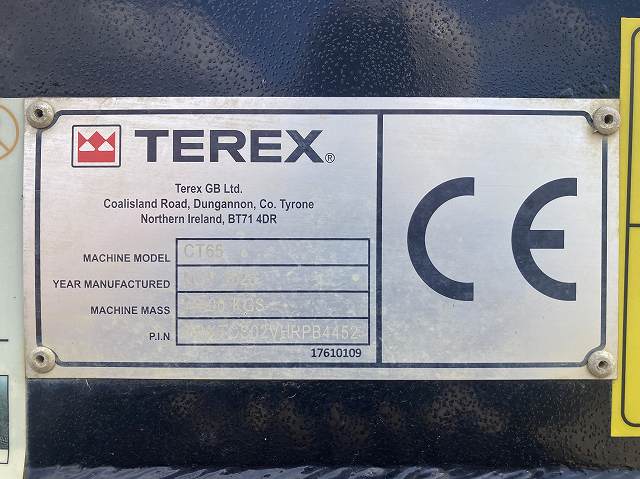 TEREX®
Terex GB Ltd.
Coalisland Road, Dungannon, Co. Tyrone
Northern Ireland, BT71 4DR
MACHINE MODEL CT65
YEAR MANUFACTURED
MACHINE MASS KGS
P.I.N
17610109
CE